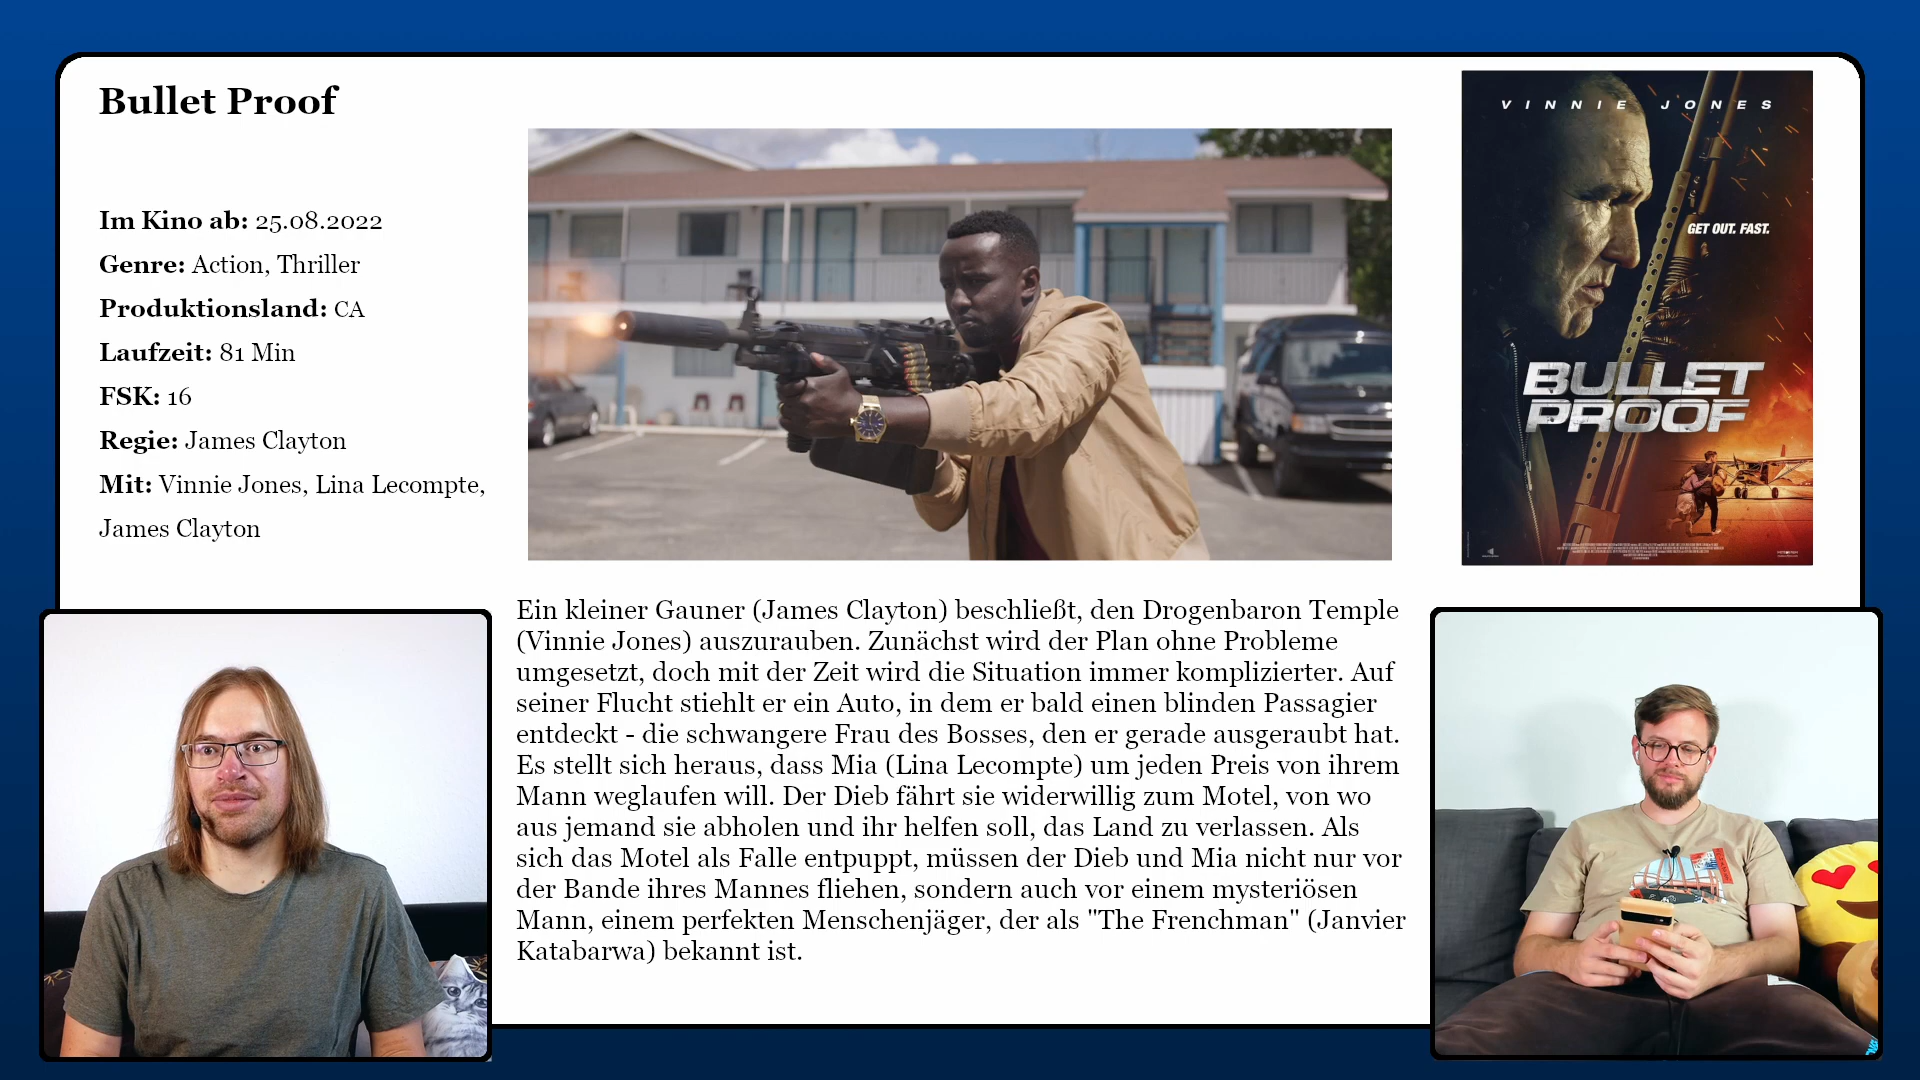 Bullet Proof
Im Kino ab: 25.08.2022
Genre: Action, Thriller
Produktionsland: CA
Laufzeit: 81 Min
FSK: 16
Regie: James Clayton
Mit: Vinnie Jones, Lina Lecompte,
James Clayton
VINNIE JONES
GET OUT. FAST.
BULLET
PROOF
Ein kleiner Gauner (James Clayton) beschließt, den Drogenbaron Temple
(Vinnie Jones) auszurauben. Zunächst wird der Plan ohne Probleme
umgesetzt, doch mit der Zeit wird die Situation immer komplizierter. Auf
seiner Flucht stiehlt er ein Auto, in dem er bald einen blinden Passagier
entdeckt - die schwangere Frau des Bosses, den er gerade ausgeraubt hat.
Es stellt sich heraus, dass Mia (Lina Lecompte) um jeden Preis von ihrem
Mann weglaufen will. Der Dieb fährt sie widerwillig zum Motel, von wo
aus jemand sie abholen und ihr helfen soll, das Land zu verlassen. Als
sich das Motel als Falle entpuppt, müssen der Dieb und Mia nicht nur vor
der Bande ihres Mannes fliehen, sondern auch vor einem mysteriösen
Mann, einem perfekten Menschenjäger, der als "The Frenchman" (Janvier
Katabarwa) bekannt ist.